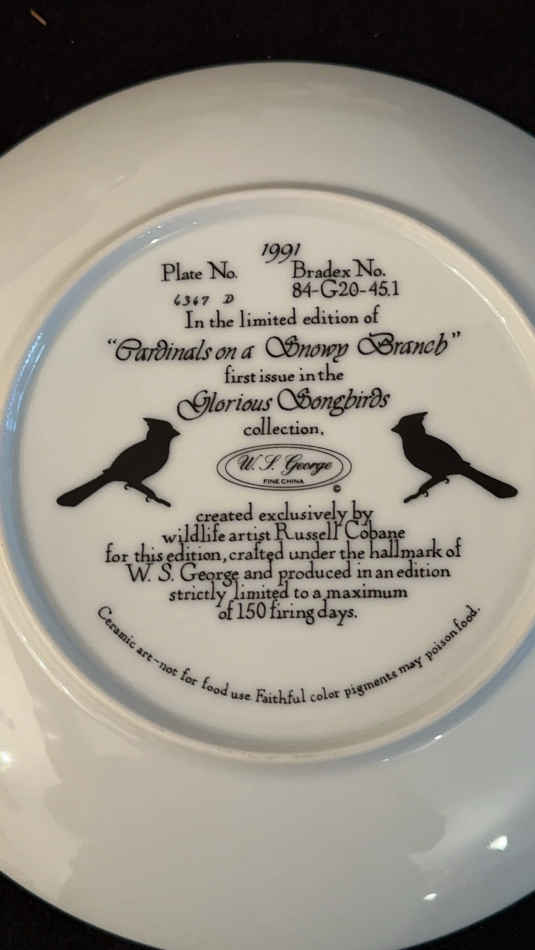 1991
Plate No. Bradex No.
6367 D 84-G20-45.1
In the limited edition of
"Cardinals on a Snowy Branch"
first issue in the
Glorious Songbirds
collection.
W. S. George
FINE CHINA
©
created exclusively by
wildlife artist Russell Cobane
for this edition, crafted under the hallmark of
W. S. George and produced in an edition
strictly limited to a maximum
of 150 firing days.
Ceramic art-not for food use. Faithful color pigments may poison food.